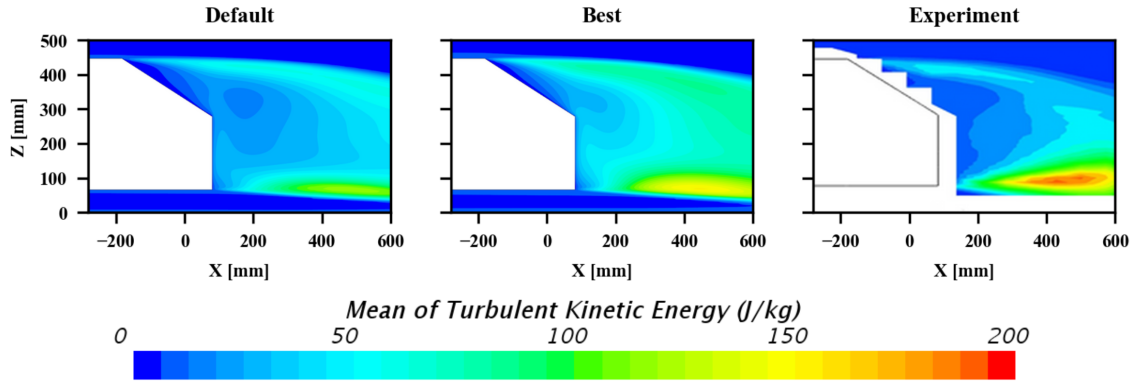 Default Best Experiment
500
400
300
200
100
0
Z [mm]
−200 0 200 400 600
−200 0 200 400 600
−200 0 200 400 600
X [mm] X [mm] X [mm]
Mean of Turbulent Kinetic Energy (J/kg)
0 50 100 150 200